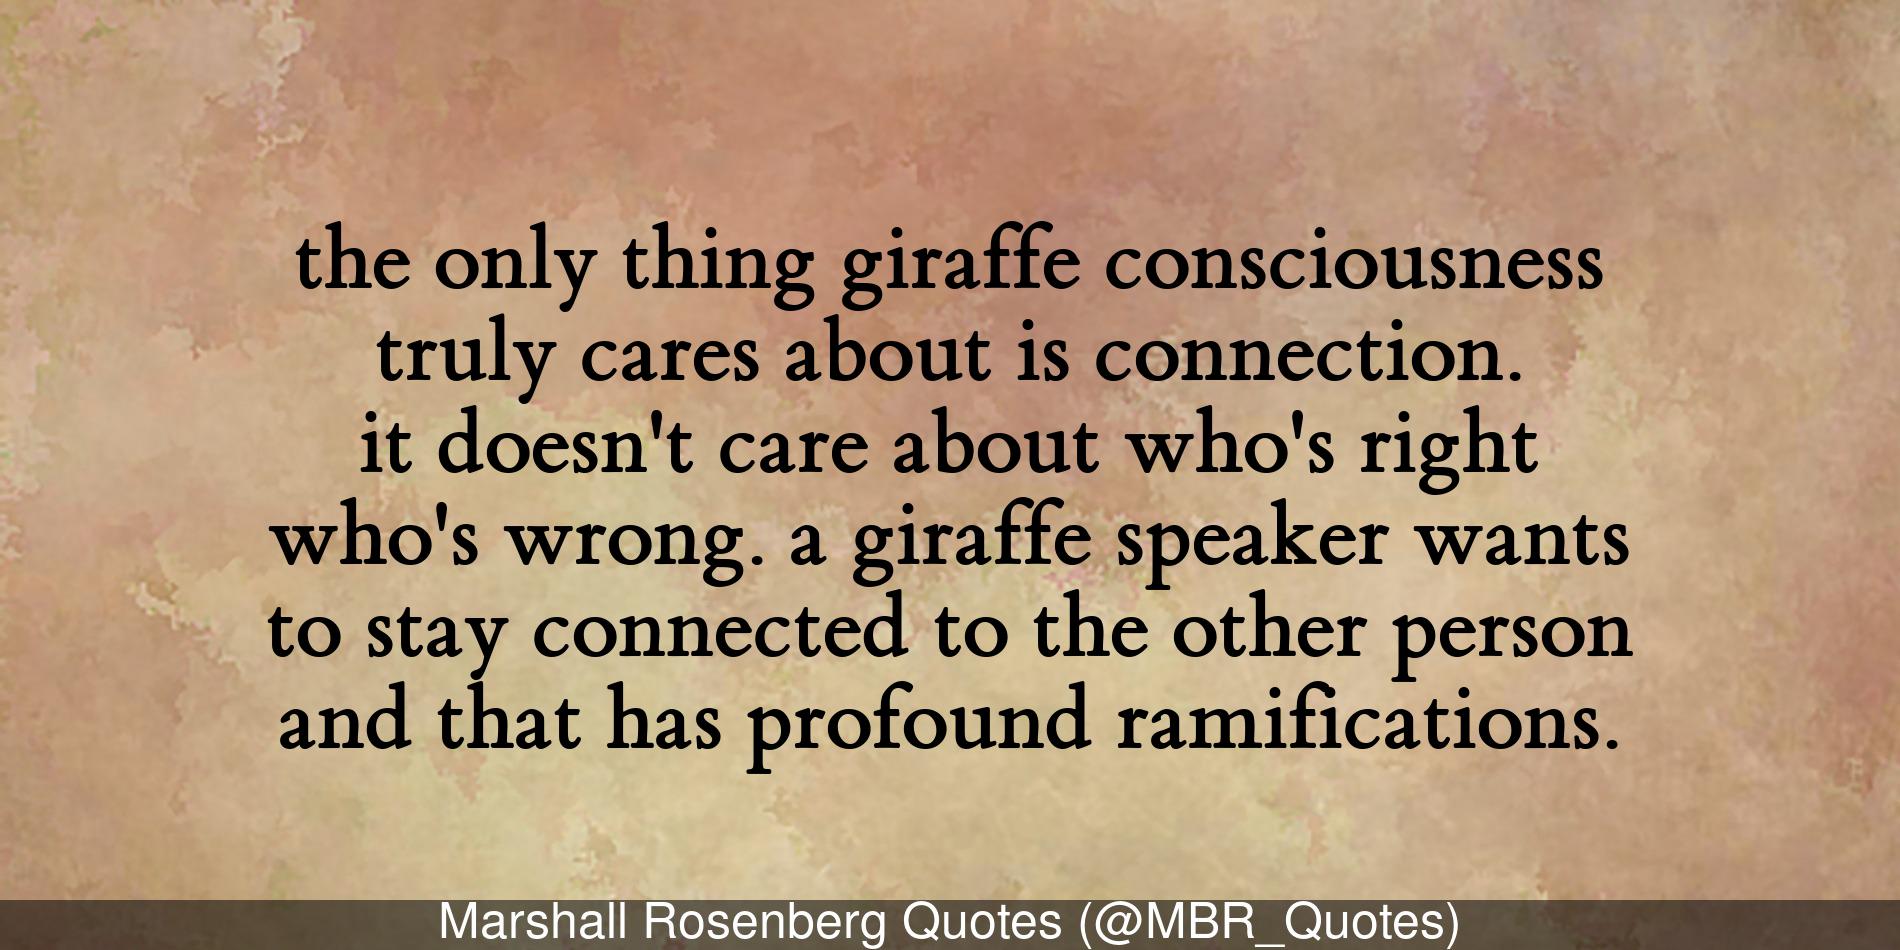 the only thing giraffe consciousness
truly cares about is connection.
it doesn't care about who's right
who's wrong. a giraffe speaker wants
to stay connected to the other person
and that has profound ramifications.
Marshall Rosenberg Quotes (@MBR_Quotes)